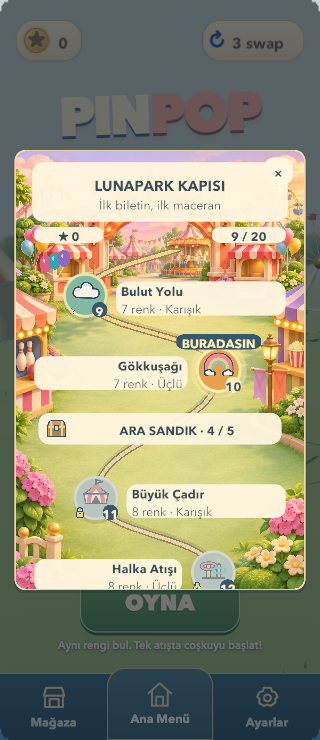 0
3 swap
PINPOP
LUNAPARK KAPISI
×
İlk biletin, ilk maceran
★ 0
9 / 20
Bulut Yolu
7 renk · Karışık
9
BURADASIN
Gökkuşağı
7 renk · Üçlü
10
ARA SANDIK · 4 / 5
Büyük Çadır
8 renk · Karışık
11
Halka Atışı
8 renk · Üçlü
12
OYNA
Aynı rengi bul. Tek atışta coşkuyu başlat!
Mağaza
Ana Menü
Ayarlar